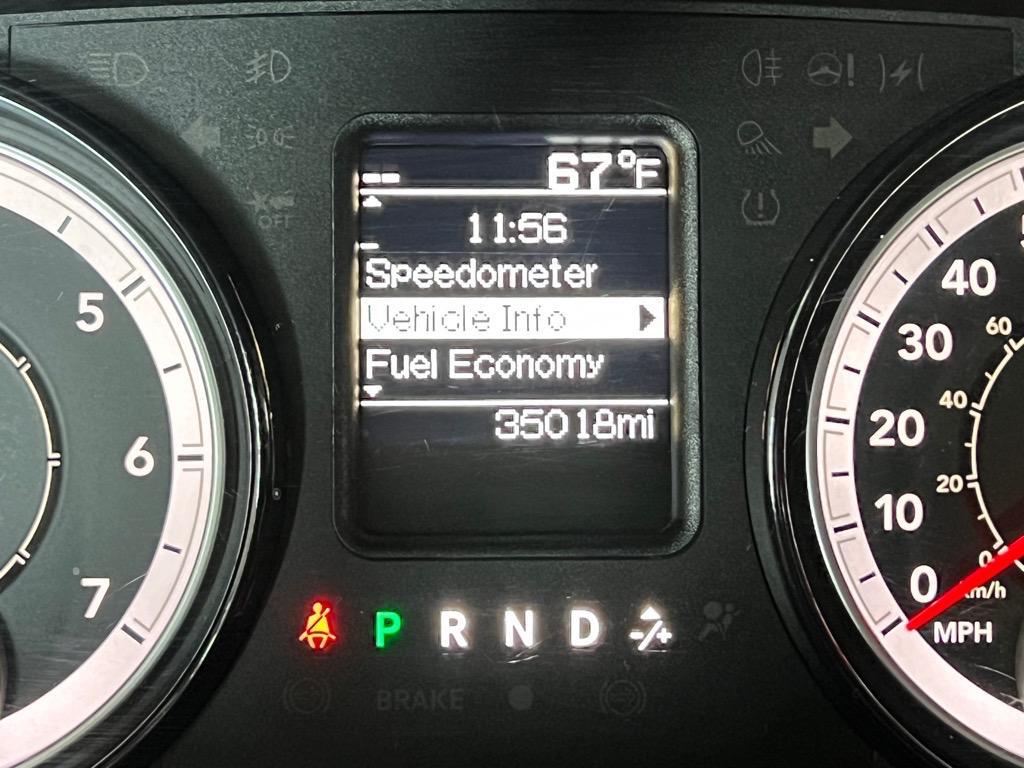 -- 67°F
11:56
Speedometer
Vehicle Info
Fuel Economy
35018mi
5
6
7
40
30
20
10
0
MPH
60
40
20
0
km/h
P R N D -/+
BRAKE
OFF